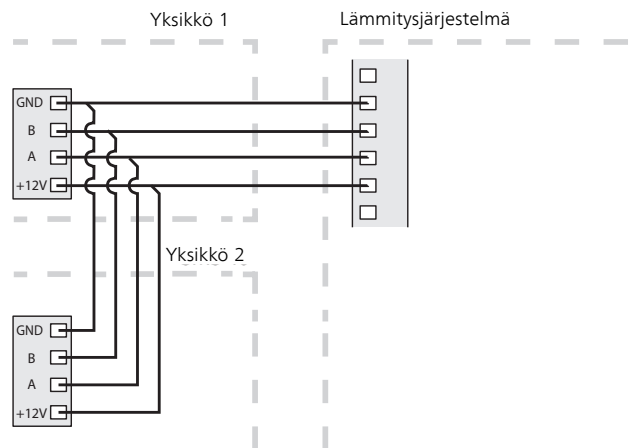 Yksikkö 1
Lämmitysjärjestelmä
GND
B
A
+12V
Yksikkö 2
GND
B
A
+12V